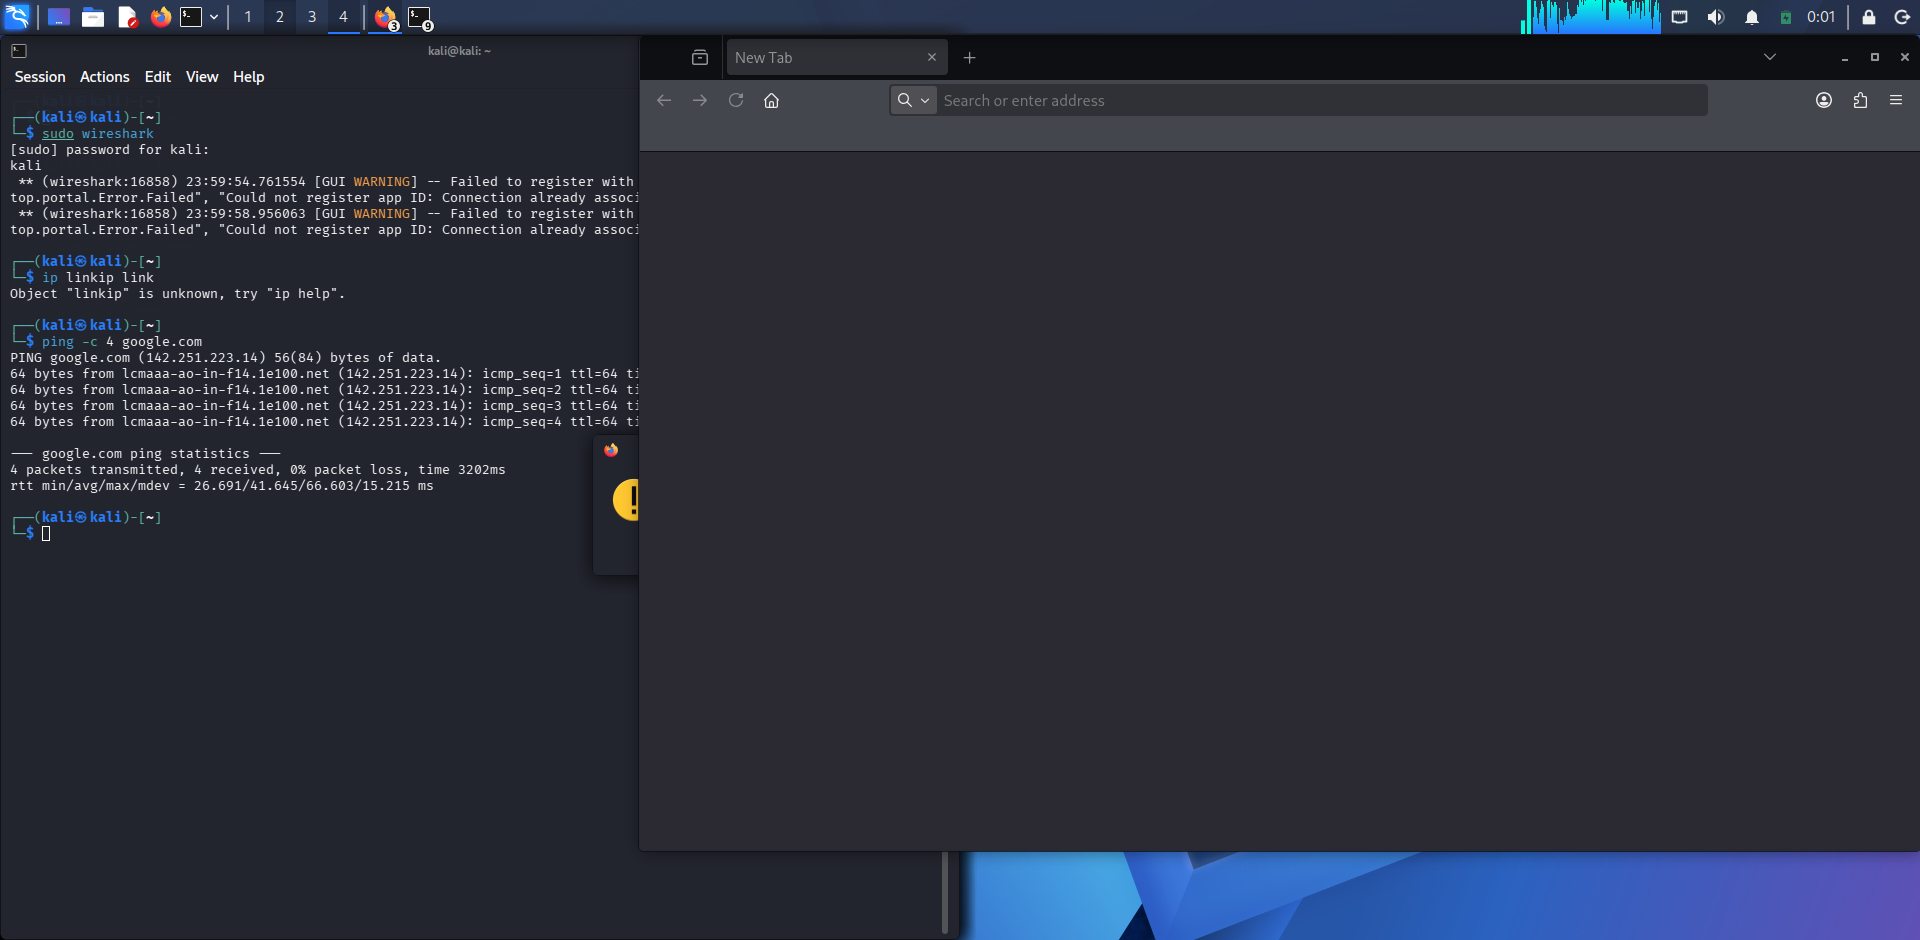 1 2 3 4 3 9 0:01
kali@kali: ~
Session Actions Edit View Help
┌──(kali㉿kali)-[~]
└─$ sudo wireshark
[sudo] password for kali:
kali
** (wireshark:16858) 23:59:54.761554 [GUI WARNING] -- Failed to register with
top.portal.Error.Failed", "Could not register app ID: Connection already associ
** (wireshark:16858) 23:59:58.956063 [GUI WARNING] -- Failed to register with
top.portal.Error.Failed", "Could not register app ID: Connection already associ
┌──(kali㉿kali)-[~]
└─$ ip linkip link
Object "linkip" is unknown, try "ip help".
┌──(kali㉿kali)-[~]
└─$ ping -c 4 google.com
PING google.com (142.251.223.14) 56(84) bytes of data.
64 bytes from lcmaaa-ao-in-f14.1e100.net (142.251.223.14): icmp_seq=1 ttl=64 ti
64 bytes from lcmaaa-ao-in-f14.1e100.net (142.251.223.14): icmp_seq=2 ttl=64 ti
64 bytes from lcmaaa-ao-in-f14.1e100.net (142.251.223.14): icmp_seq=3 ttl=64 ti
64 bytes from lcmaaa-ao-in-f14.1e100.net (142.251.223.14): icmp_seq=4 ttl=64 ti
--- google.com ping statistics ---
4 packets transmitted, 4 received, 0% packet loss, time 3202ms
rtt min/avg/max/mdev = 26.691/41.645/66.603/15.215 ms
┌──(kali㉿kali)-[~]
└─$
New Tab
Search or enter address